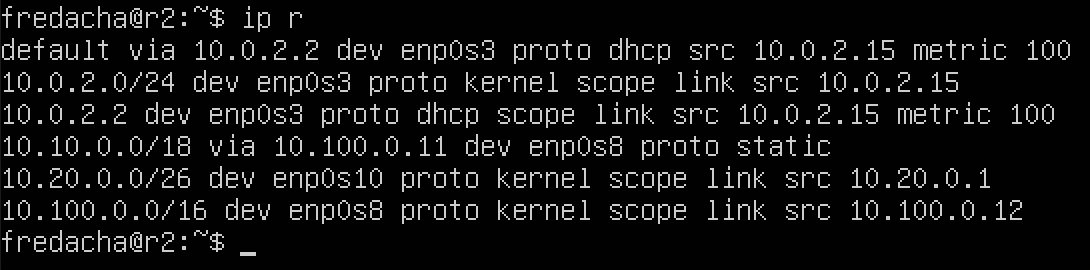 fredacha@r2:~$ ip r
default via 10.0.2.2 dev enp0s3 proto dhcp src 10.0.2.15 metric 100
10.0.2.0/24 dev enp0s3 proto kernel scope link src 10.0.2.15
10.0.2.2 dev enp0s3 proto dhcp scope link src 10.0.2.15 metric 100
10.10.0.0/18 via 10.100.0.11 dev enp0s8 proto static
10.20.0.0/26 dev enp0s10 proto kernel scope link src 10.20.0.1
10.100.0.0/16 dev enp0s8 proto kernel scope link src 10.100.0.12
fredacha@r2:~$ _